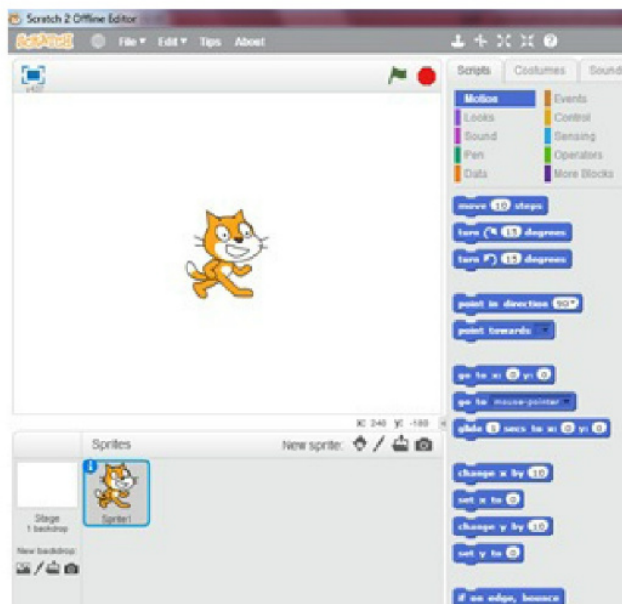 Scratch 2 Offline Editor
SCRATCH File Edit Tips About
Scripts Costumes Sound
Motion Events
Looks Control
Sound Sensing
Pen Operators
Data More Blocks
move 10 steps
turn 15 degrees
turn 15 degrees
point in direction 90
point towards
go to x: 0 y: 0
go to mouse-pointer
glide 1 secs to x: 0 y: 0
X: 240 y: -180
Sprites New sprite:
change x by 10
set x to 0
change y by 10
set y to 0
if on edge, bounce
Sprite1
Stage
1 backdrop
New backdrop: